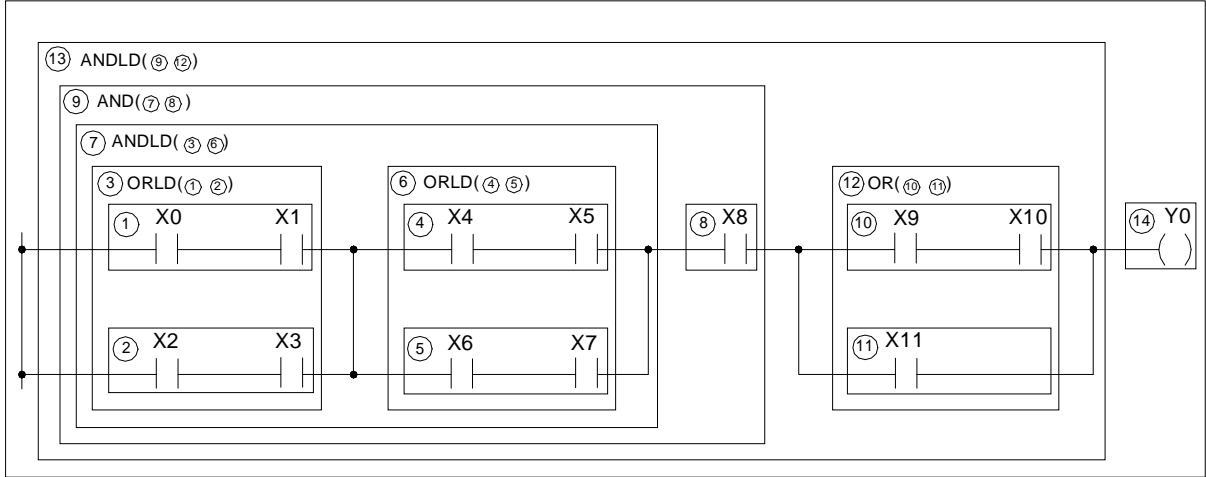 ⑬ ANDLD(⑨ ⑫)
⑨ AND(⑦ ⑧)
⑦ ANDLD(③ ⑥)
③ ORLD(① ②)
⑥ ORLD(④ ⑤)
⑫ OR(⑩ ⑪)
① X0 X1
④ X4 X5
⑧ X8
⑩ X9 X10
⑭ Y0
② X2 X3
⑤ X6 X7
⑪ X11